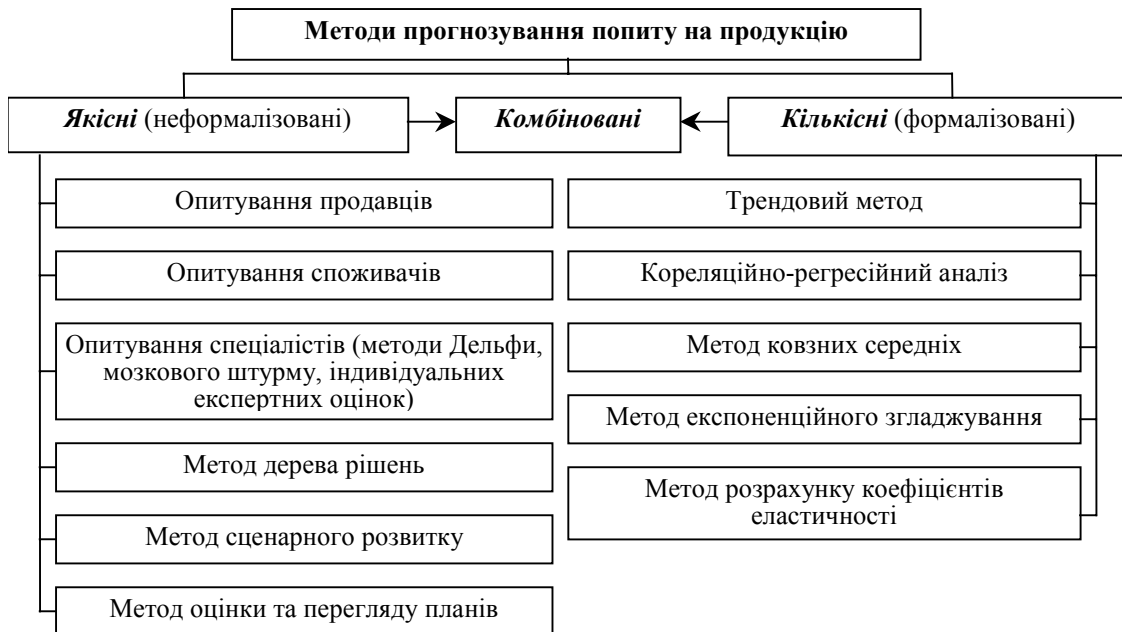 Методи прогнозування попиту на продукцію
Якісні (неформалізовані)
Комбіновані
Кількісні (формалізовані)
Опитування продавців
Опитування споживачів
Опитування спеціалістів (методи Дельфи,
мозкового штурму, індивідуальних
експертних оцінок)
Метод дерева рішень
Метод сценарного розвитку
Метод оцінки та перегляду планів
Трендовий метод
Кореляційно-регресійний аналіз
Метод ковзних середніх
Метод експоненційного згладжування
Метод розрахунку коефіцієнтів
еластичності